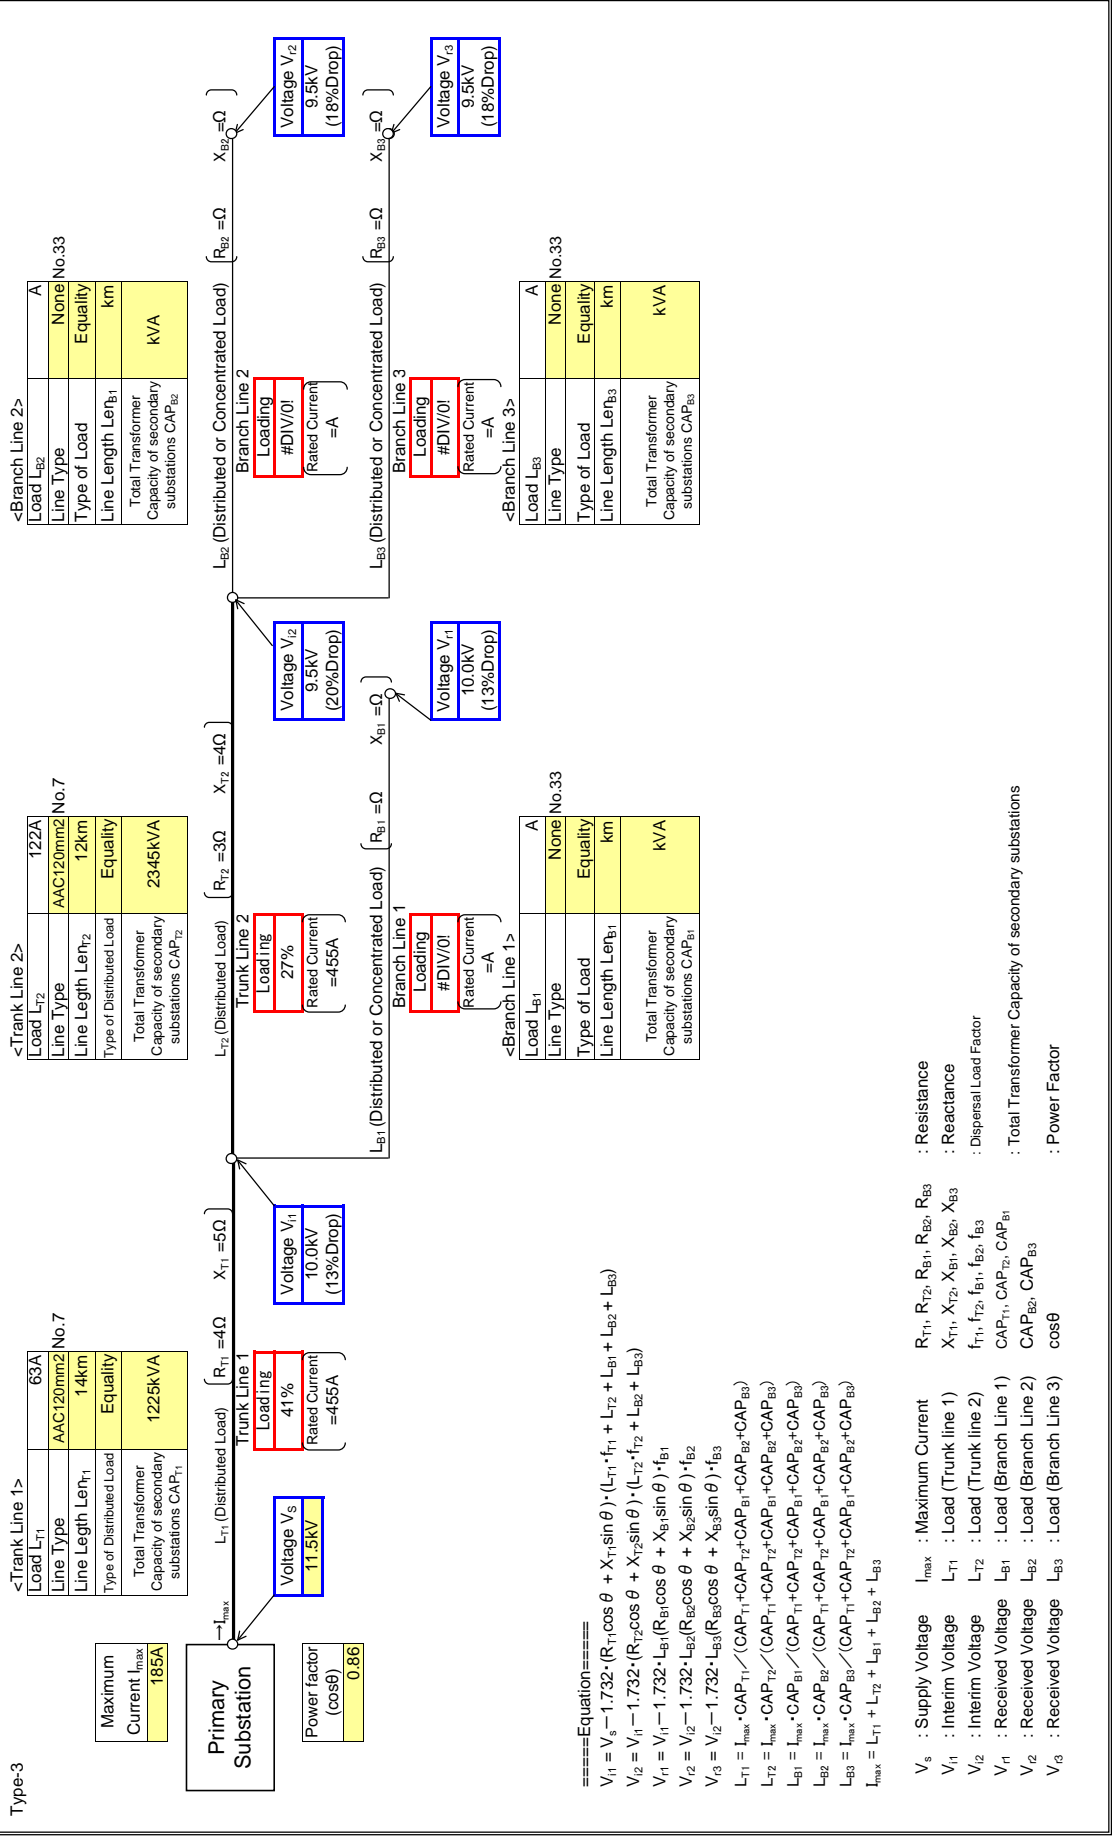 Type-3
Maximum
Current Imax
185A
Primary
Substation
Power factor
(cosθ)
0.86
→Imax
Voltage VS
11.5kV
<Trank Line 1>
Load LT1 63A
Line Type AAC120mm2 No.7
Line Length LenT1 14km
Type of Distributed Load Equality
Total Transformer
Capacity of secondary
substations CAPT1
1225kVA
LT1 (Distributed Load)
RT1 =4Ω XT1 =5Ω
Trunk Line 1
Loading
41%
Rated Current
=455A
Voltage Vi1
10.0kV
(13%Drop)
<Trank Line 2>
Load LT2 122A
Line Type AAC120mm2 No.7
Line Legth LenT2 12km
Type of Distributed Load Equality
Total Transformer
Capacity of secondary
substations CAPT2
2345kVA
LT2 (Distributed Load)
RT2 =3Ω XT2 =4Ω
Trunk Line 2
Loading
27%
Rated Current
=455A
Voltage Vi2
9.5kV
(20%Drop)
LB1 (Distributed or Concentrated Load)
RB1 =Ω XB1 =Ω
Branch Line 1
Loading
#DIV/0!
Rated Current
=A
Voltage Vr1
10.0kV
(13%Drop)
<Branch Line 1>
Load LB1 A
Line Type None No.33
Type of Load Equality
Line Length LenB1 km
Total Transformer
Capacity of secondary
substations CAPB1
kVA
<Branch Line 2>
Load LB2 A
Line Type None No.33
Type of Load Equality
Line Length LenB1 km
Total Transformer
Capacity of secondary
substations CAPB2
kVA
LB2 (Distributed or Concentrated Load)
RB2 =Ω XB2 =Ω
Branch Line 2
Loading
#DIV/0!
Rated Current
=A
Voltage Vr2
9.5kV
(18%Drop)
LB3 (Distributed or Concentrated Load)
RB3 =Ω XB3 =Ω
Branch Line 3
Loading
#DIV/0!
Rated Current
=A
Voltage Vr3
9.5kV
(18%Drop)
<Branch Line 3>
Load LB3 A
Line Type None No.33
Type of Load Equality
Line Length LenB3 km
Total Transformer
Capacity of secondary
substations CAPB3
kVA
=====Equation=====
Vi1 = Vs－1.732・(RT1cos θ + XT1sin θ)・(LT1・fT1 + LT2 + LB1 + LB2 + LB3)
Vi2 = Vi1－1.732・(RT2cos θ + XT2sin θ)・(LT2・fT2 + LB2 + LB3)
Vr1 = Vi1－1.732・LB1(RB1cos θ + XB1sin θ)・fB1
Vr2 = Vi2－1.732・LB2(RB2cos θ + XB2sin θ)・fB2
Vr3 = Vi2－1.732・LB3(RB3cos θ + XB3sin θ)・fB3
LT1 = Imax・CAPT1／(CAPT1+CAPT2+CAPB1+CAPB2+CAPB3)
LT2 = Imax・CAPT2／(CAPT1+CAPT2+CAPB1+CAPB2+CAPB3)
LB1 = Imax・CAPB1／(CAPT1+CAPT2+CAPB1+CAPB2+CAPB3)
LB2 = Imax・CAPB2／(CAPT1+CAPT2+CAPB1+CAPB2+CAPB3)
LB3 = Imax・CAPB3／(CAPT1+CAPT2+CAPB1+CAPB2+CAPB3)
Imax = LT1 + LT2 + LB1 + LB2 + LB3
Vs : Supply Voltage Imax : Maximum Current RT1, RT2, RB1, RB2, RB3 : Resistance
Vi1 : Interim Voltage LT1 : Load (Trunk line 1) XT1, XT2, XB1, XB2, XB3 : Reactance
Vi2 : Interim Voltage LT2 : Load (Trunk line 2) fT1, fT2, fB1, fB2, fB3 : Dispersal Load Factor
Vr1 : Received Voltage LB1 : Load (Branch Line 1) CAPT1, CAPT2, CAPB1 : Total Transformer Capacity of secondary substations
Vr2 : Received Voltage LB2 : Load (Branch Line 2) CAPB2, CAPB3
Vr3 : Received Voltage LB3 : Load (Branch Line 3) cosθ : Power Factor